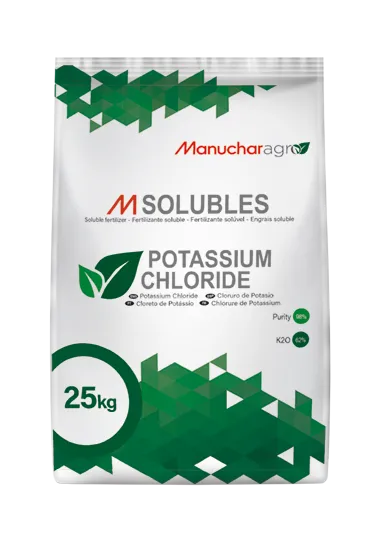 Manucharagro
M SOLUBLES
Soluble fertilizer - Fertilizante soluble - Fertilizante solúvel - Engrais soluble
POTASSIUM
CHLORIDE
Potassium Chloride Cloruro de Potasio
Cloreto de Potássio Chlorure de Potassium
Purity 98%
K2O 62%
25kg